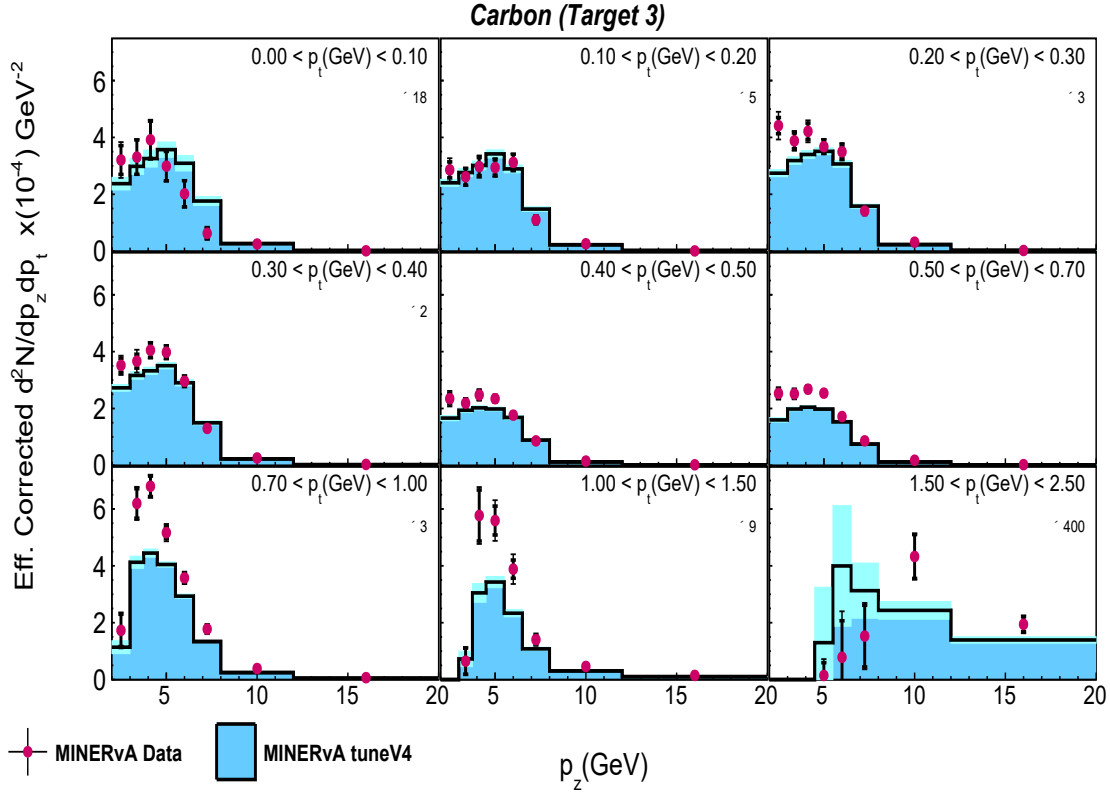 Carbon (Target 3)
Eff. Corrected d²N/dp_z dp_t x(10⁻⁴) GeV⁻²
0.00 < p_t(GeV) < 0.10
´ 18
0.10 < p_t(GeV) < 0.20
´ 5
0.20 < p_t(GeV) < 0.30
´ 3
6
4
2
0
0.30 < p_t(GeV) < 0.40
´ 2
0.40 < p_t(GeV) < 0.50
0.50 < p_t(GeV) < 0.70
6
4
2
0
0.70 < p_t(GeV) < 1.00
´ 3
1.00 < p_t(GeV) < 1.50
´ 9
1.50 < p_t(GeV) < 2.50
´ 400
6
4
2
0
5 10 15 20 5 10 15 20 5 10 15 20
MINERvA Data
MINERvA tuneV4
p_z(GeV)